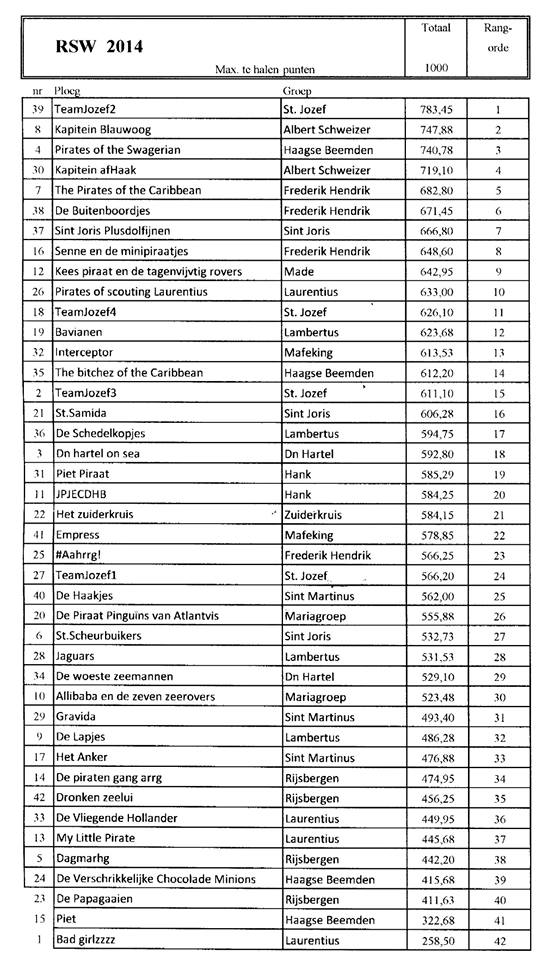 RSW 2014 Totaal Rang-
orde
Max. te halen punten 1000
nr Ploeg Groep
39 TeamJozef2 St. Jozef 783,45 1
8 Kapitein Blauwoog Albert Schweizer 747,88 2
4 Pirates of the Swagerian Haagse Beemden 740,78 3
30 Kapitein afHaak Albert Schweizer 719,10 4
7 The Pirates of the Caribbean Frederik Hendrik 682,80 5
38 De Buitenboordjes Frederik Hendrik 671,45 6
37 Sint Joris Plusdolfijnen Sint Joris 666,80 7
16 Senne en de minipiraatjes Frederik Hendrik 648,60 8
12 Kees piraat en de tagenvijvtig rovers Made 642,95 9
26 Pirates of scouting Laurentius Laurentius 633,00 10
18 TeamJozef4 St. Jozef 626,10 11
19 Bavianen Lambertus 623,68 12
32 Interceptor Mafeking 613,53 13
35 The bitchez of the Caribbean Haagse Beemden 612,20 14
2 TeamJozef3 St. Jozef 611,10 15
21 St.Samida Sint Joris 606,28 16
36 De Schedelkopjes Lambertus 594,75 17
3 Dn hartel on sea Dn Hartel 592,80 18
31 Piet Piraat Hank 585,29 19
11 JPJECDHB Hank 584,25 20
22 Het zuiderkruis Zuiderkruis 584,15 21
41 Empress Mafeking 578,85 22
25 #Aahrrg! Frederik Hendrik 566,25 23
27 TeamJozef1 St. Jozef 566,20 24
40 De Haakjes Sint Martinus 562,00 25
20 De Piraat Pinguïns van Atlantvis Mariagroep 555,88 26
6 St.Scheurbuikers Sint Joris 532,73 27
28 Jaguars Lambertus 531,53 28
34 De woeste zeemannen Dn Hartel 529,10 29
10 Allibaba en de zeven zeerovers Mariagroep 523,48 30
29 Gravida Sint Martinus 493,40 31
9 De Lapjes Lambertus 486,28 32
17 Het Anker Sint Martinus 476,88 33
14 De piraten gang arrg Rijsbergen 474,95 34
42 Dronken zeelui Rijsbergen 456,25 35
33 De Vliegende Hollander Laurentius 449,95 36
13 My Little Pirate Laurentius 445,68 37
5 Dagmarhg Rijsbergen 442,20 38
24 De Verschrikkelijke Chocolade Minions Haagse Beemden 415,68 39
23 De Papagaaien Rijsbergen 411,63 40
15 Piet Haagse Beemden 322,68 41
1 Bad girlzzzz Laurentius 258,50 42